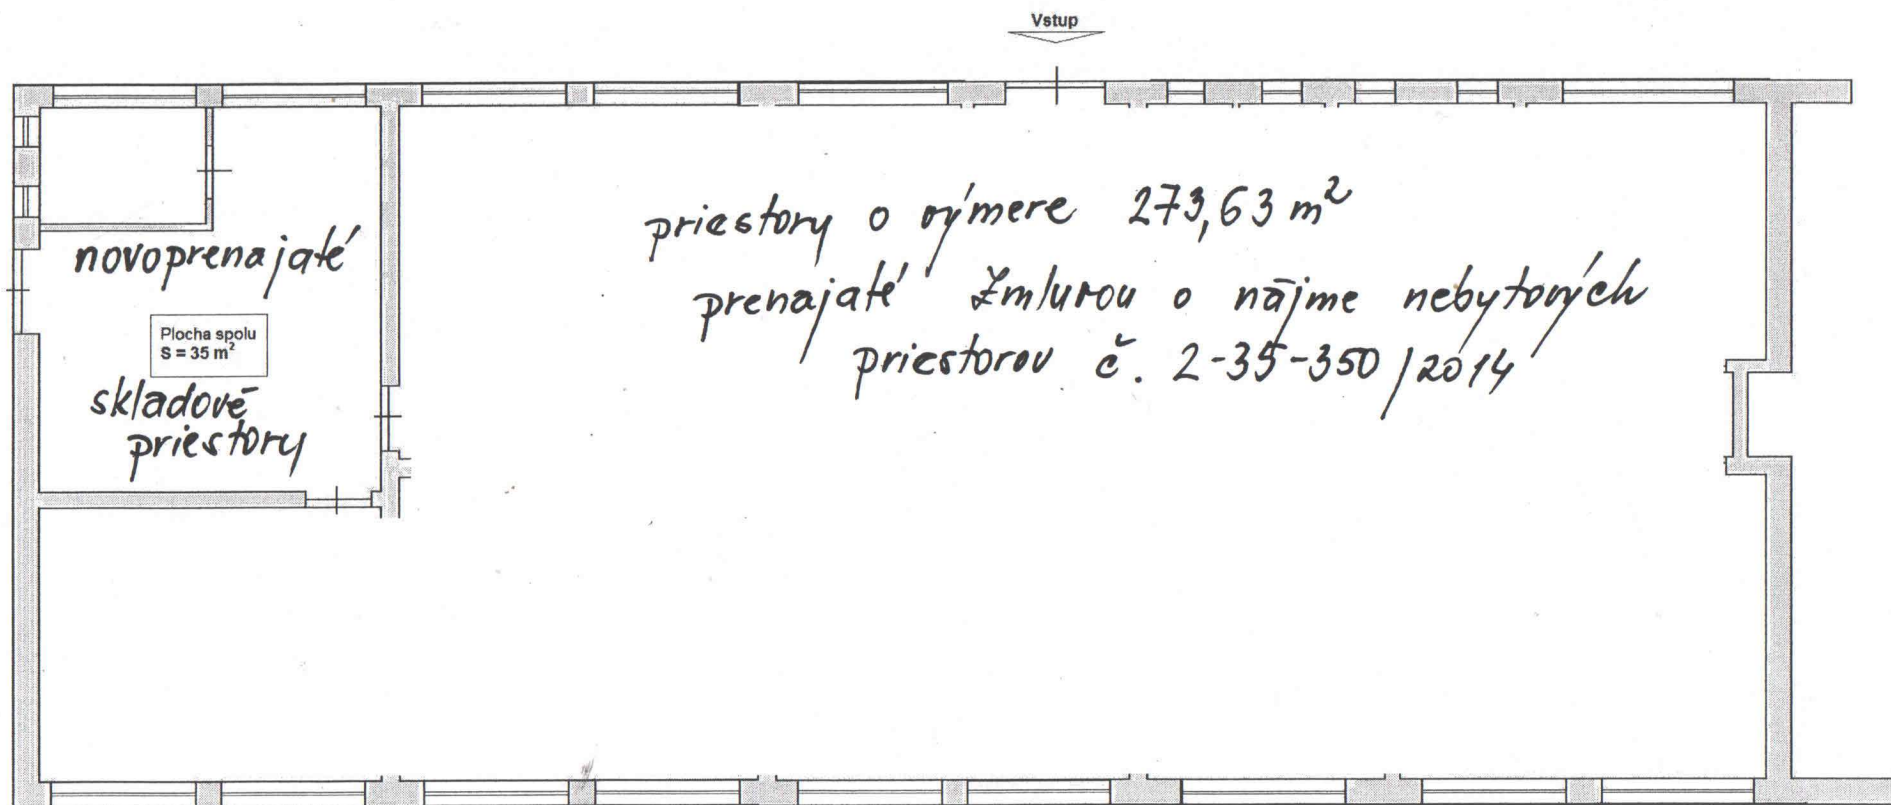 Vstup
priestory o výmere 273,63 m²
prenajaté Zmluvou o nájme nebytových
priestorov č. 2-35-350/2014
novoprenajaté
Plocha spolu
S = 35 m²
skladové
priestory